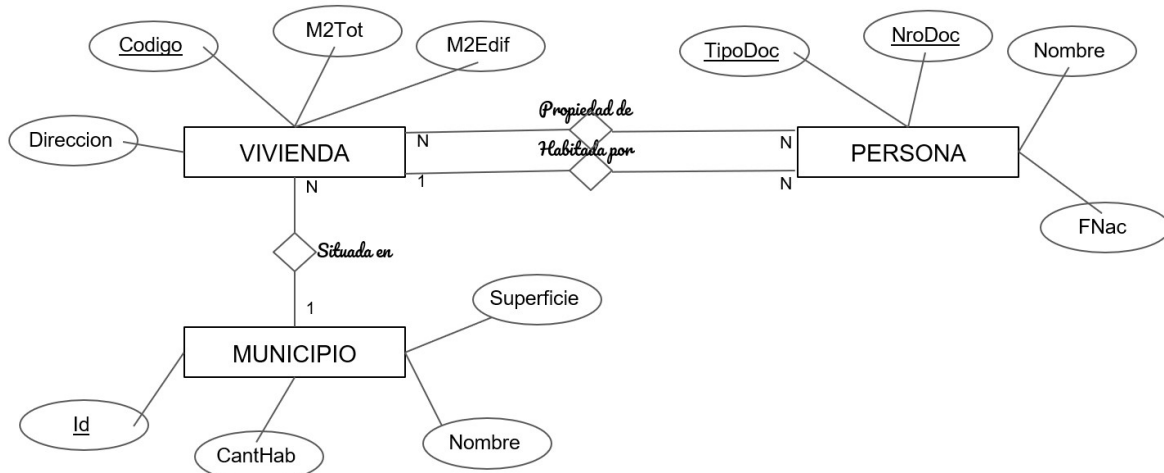 M2Tot
Codigo
M2Edif
Direccion
VIVIENDA
TipoDoc
NroDoc
Nombre
PERSONA
FNac
Propiedad de
N
N
Habitada por
1
N
N
Situada en
1
MUNICIPIO
Superficie
Id
CantHab
Nombre